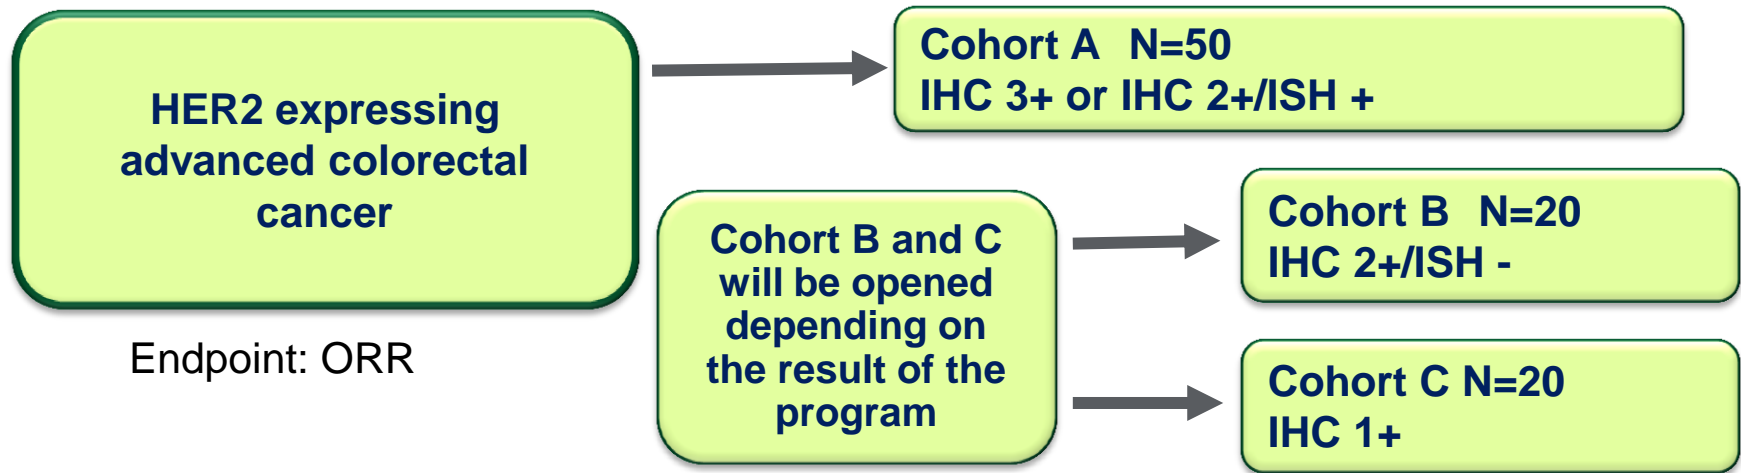 HER2 expressing
advanced colorectal
cancer
Endpoint: ORR
Cohort A N=50
IHC 3+ or IHC 2+/ISH +
Cohort B and C
will be opened
depending on
the result of the
program
Cohort B N=20
IHC 2+/ISH -
Cohort C N=20
IHC 1+